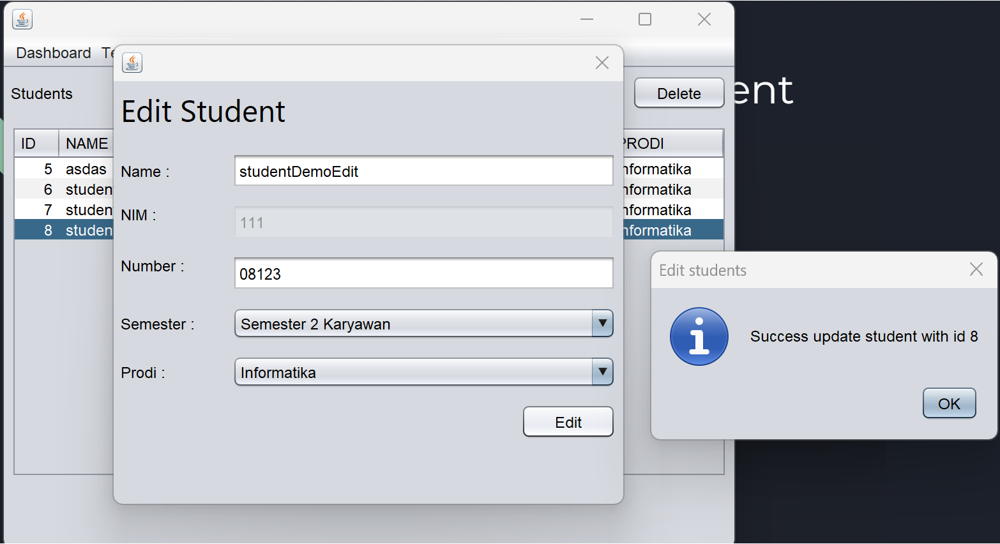 Dashboard
Students
Delete
ID NAME
5 asdas nformatika
6 studen nformatika
7 studen nformatika
8 studen nformatika
Edit Student
Name : studentDemoEdit
NIM : 111
Number : 08123
Semester : Semester 2 Karyawan
Prodi : Informatika
Edit
Edit students
Success update student with id 8
OK
ent